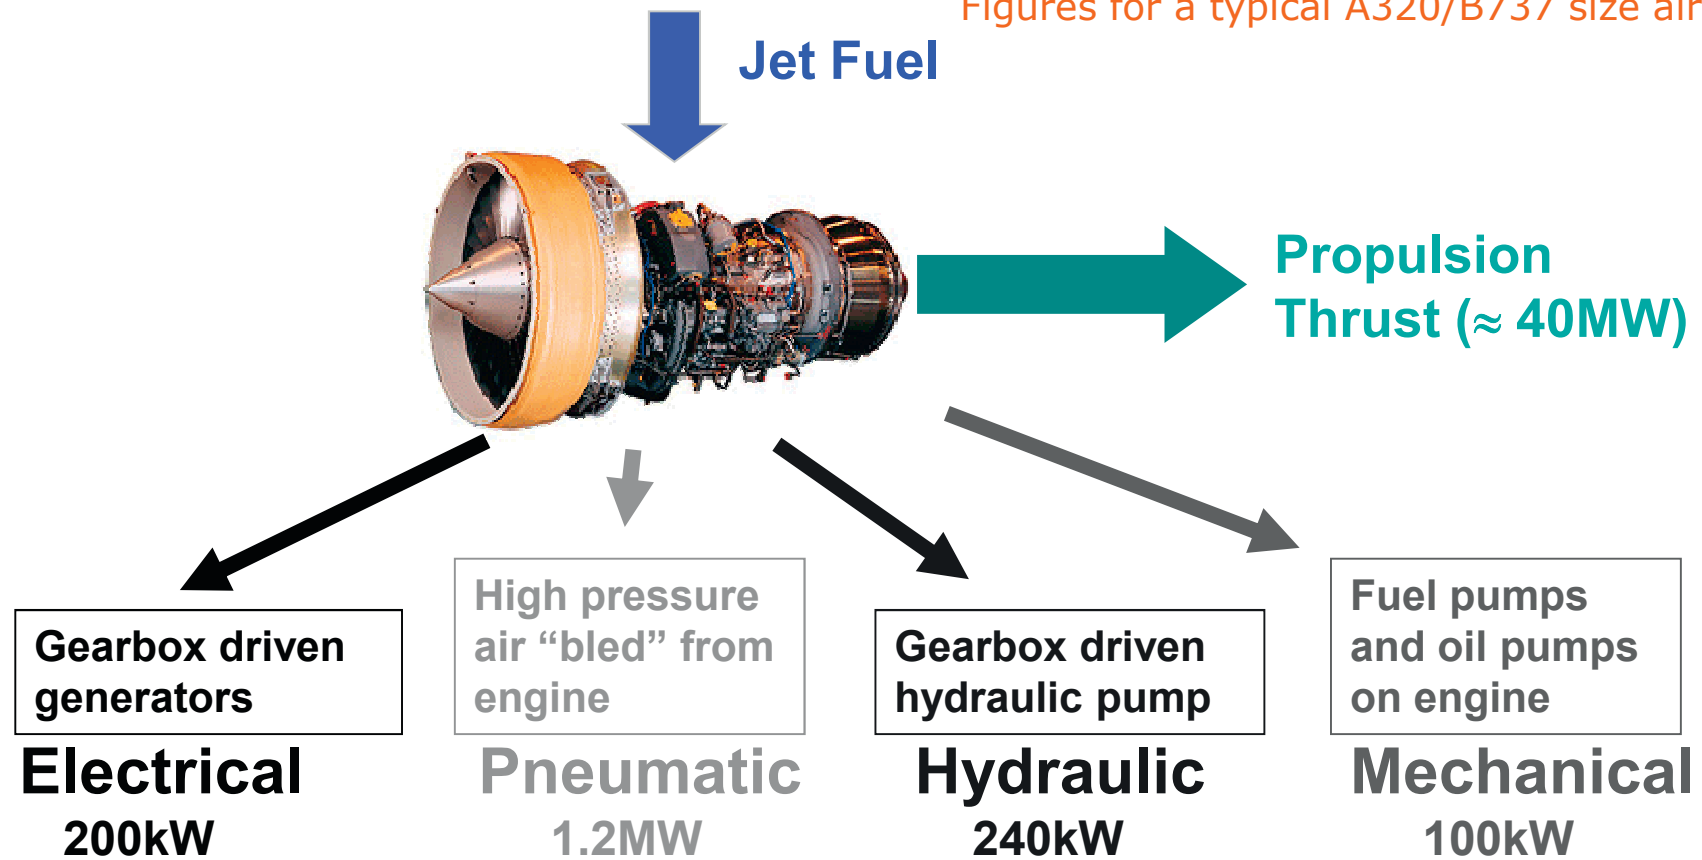 Figures for a typical A320/B737 size air
Jet Fuel
Propulsion
Thrust (≈ 40MW)
Gearbox driven
generators
Electrical
200kW
High pressure
air “bled” from
engine
Pneumatic
1.2MW
Gearbox driven
hydraulic pump
Hydraulic
240kW
Fuel pumps
and oil pumps
on engine
Mechanical
100kW